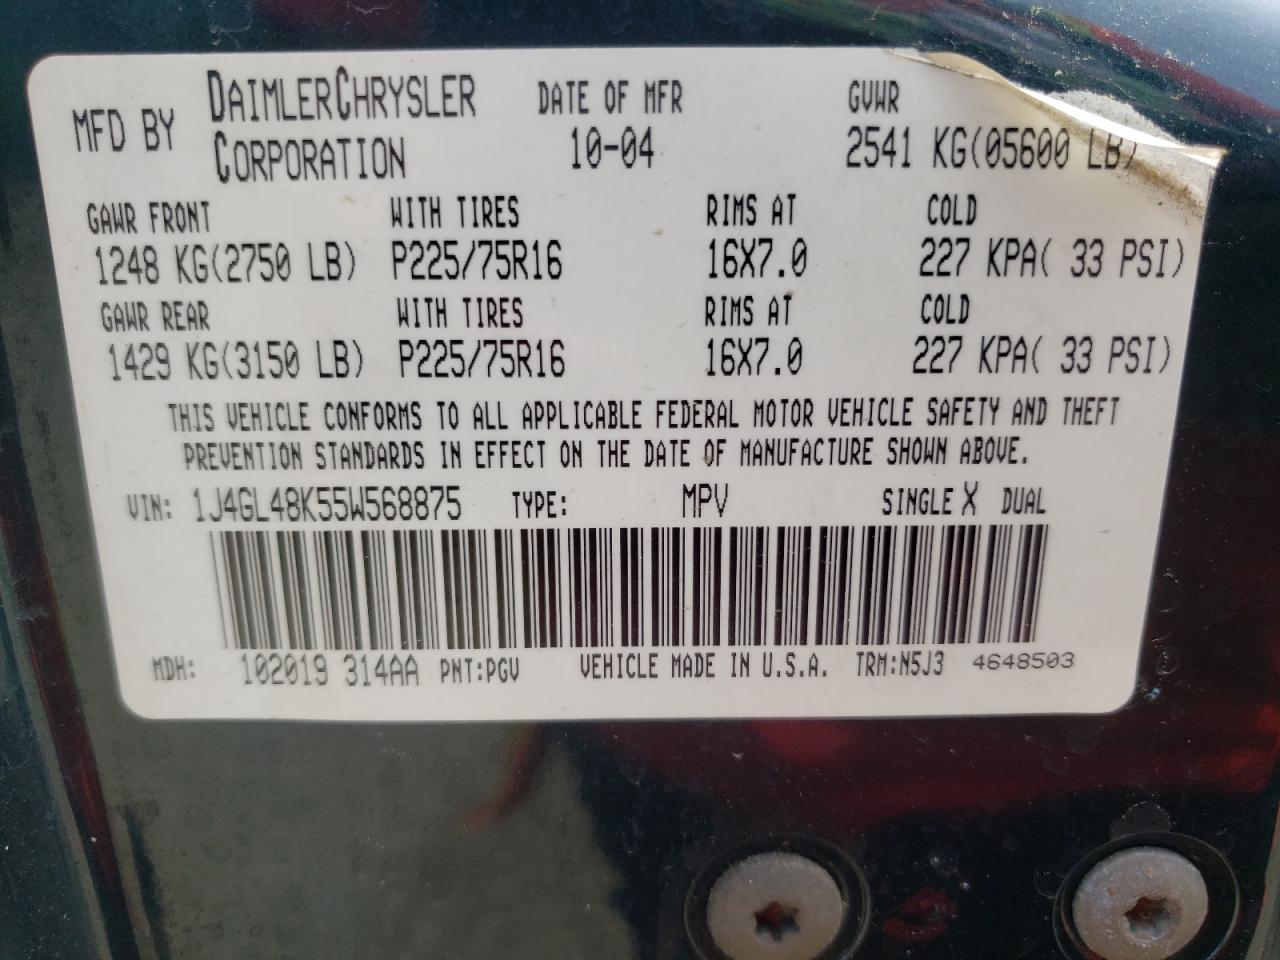 MFD BY DAIMLERCHRYSLER CORPORATION DATE OF MFR 10-04 GVWR 2541 KG(05600 LB)
GAWR FRONT WITH TIRES RIMS AT COLD
1248 KG(2750 LB) P225/75R16 16X7.0 227 KPA( 33 PSI)
GAWR REAR WITH TIRES RIMS AT COLD
1429 KG(3150 LB) P225/75R16 16X7.0 227 KPA( 33 PSI)
THIS VEHICLE CONFORMS TO ALL APPLICABLE FEDERAL MOTOR VEHICLE SAFETY AND THEFT
PREVENTION STANDARDS IN EFFECT ON THE DATE OF MANUFACTURE SHOWN ABOVE.
VIN: 1J4GL48K55W568875 TYPE: MPV SINGLE X DUAL
MDH: 102019 314AA PNT:PGV VEHICLE MADE IN U.S.A. TRM:N5J3 4648503